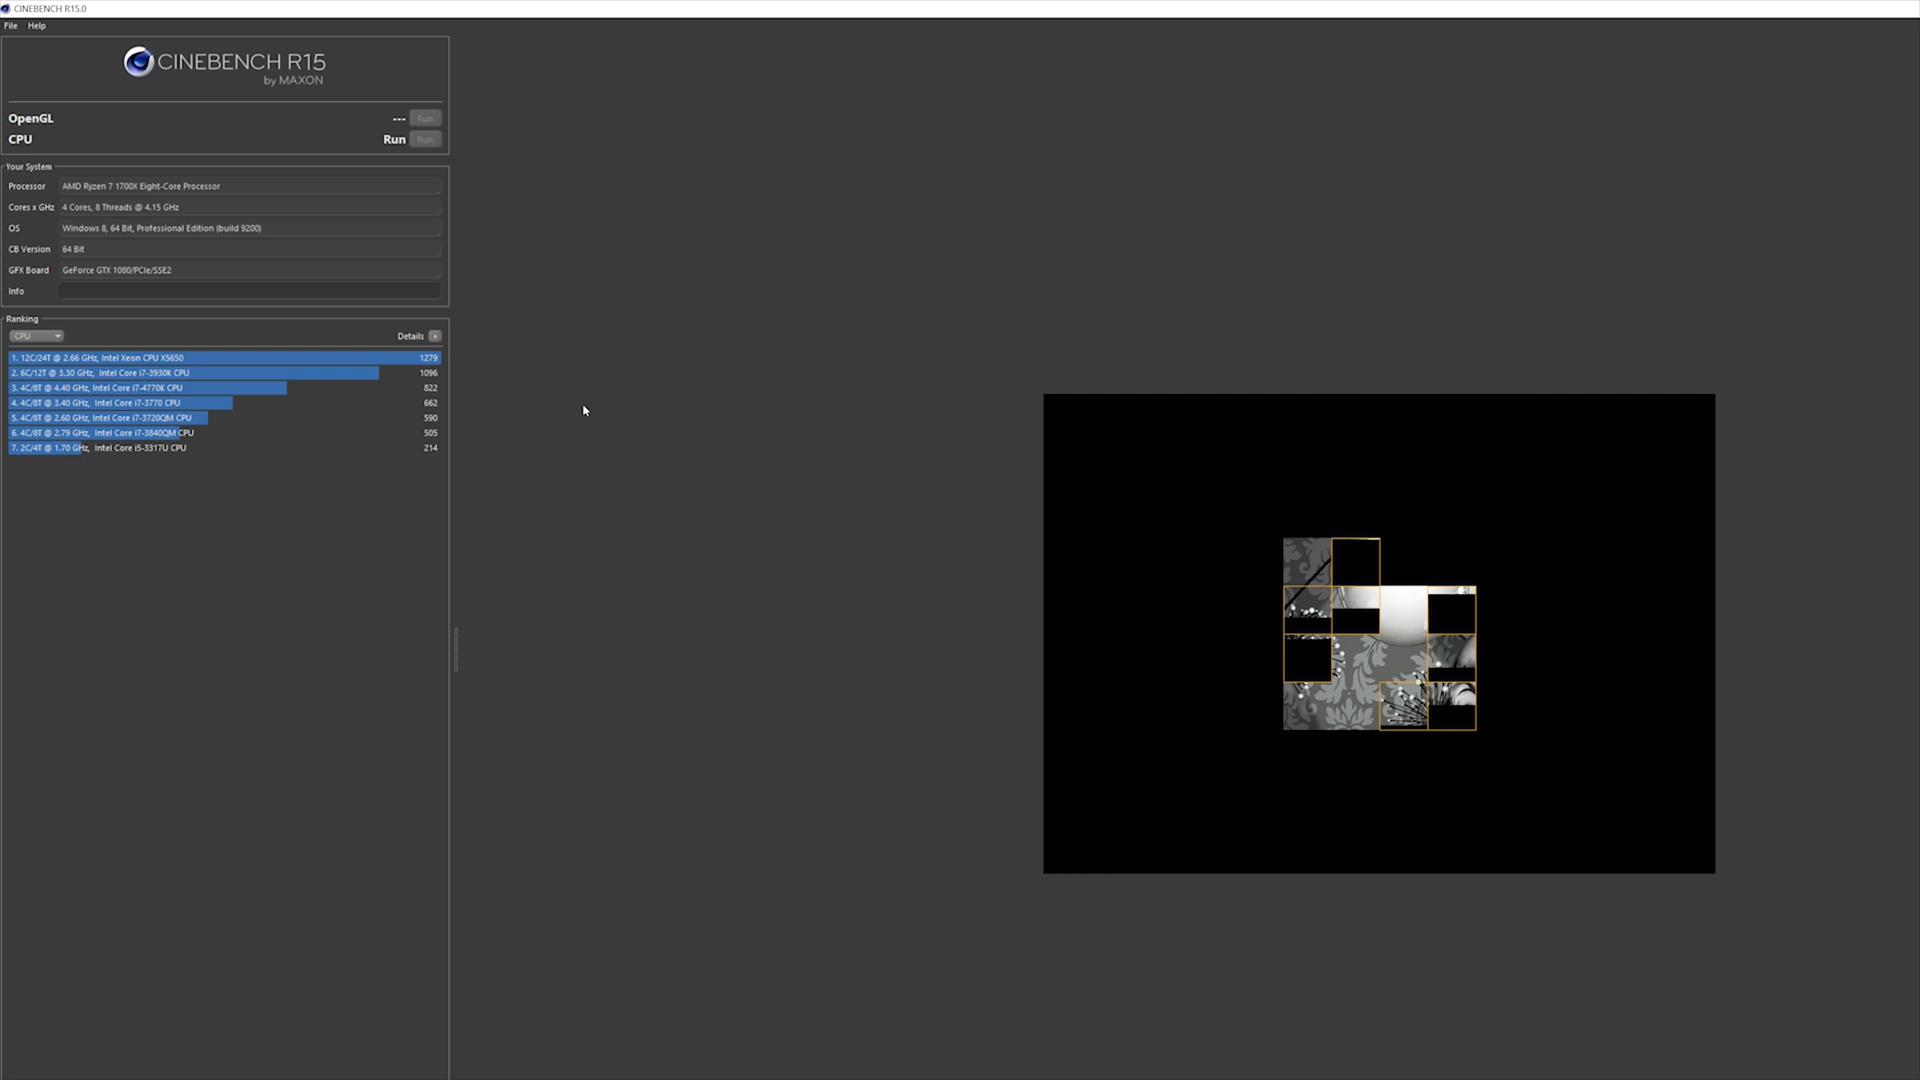 CINEBENCH R15.0
File Help
CINEBENCH R15
by MAXON
OpenGL --- Run
CPU Run Run
Your System
Processor AMD Ryzen 7 1700X Eight-Core Processor
Cores x GHz 4 Cores, 8 Threads @ 4.15 GHz
OS Windows 8, 64 Bit, Professional Edition (build 9200)
CB Version 64 Bit
GFX Board GeForce GTX 1080/PCIe/SSE2
Info
Ranking
CPU Details
1. 12C/24T @ 2.66 GHz, Intel Xeon CPU X5650 1279
2. 6C/12T @ 3.30 GHz, Intel Core i7-3930K CPU 1096
3. 4C/8T @ 4.40 GHz, Intel Core i7-4770K CPU 822
4. 4C/8T @ 3.40 GHz, Intel Core i7-3770 CPU 662
5. 4C/8T @ 2.60 GHz, Intel Core i7-3720QM CPU 590
6. 4C/8T @ 2.79 GHz, Intel Core i7-3840QM CPU 505
7. 2C/4T @ 1.70 GHz, Intel Core i5-3317U CPU 214